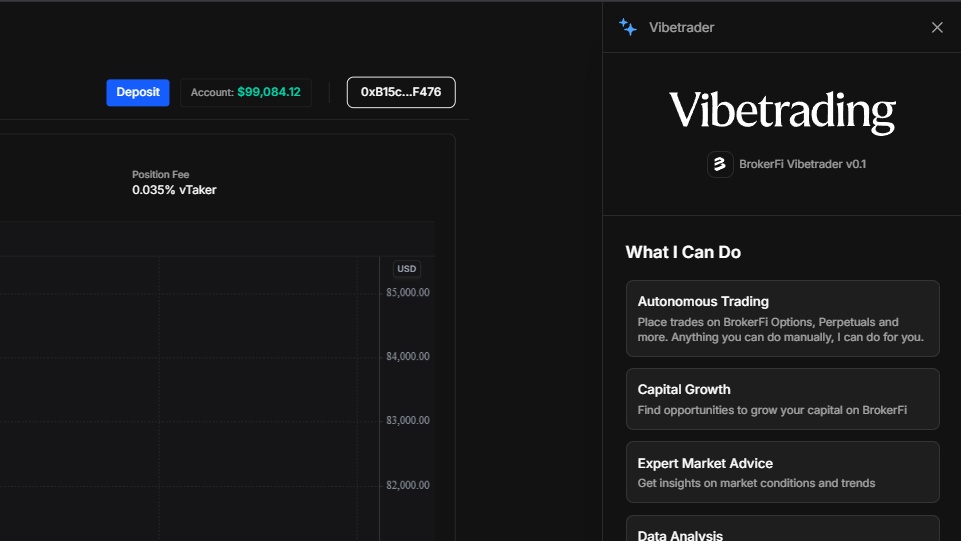 Deposit
Account: $99,084.12
0xB15c...F476
Position Fee
0.035% vTaker
USD
85,000.00
84,000.00
83,000.00
82,000.00
Vibetrader
Vibetrading
BrokerFi Vibetrader v0.1
What I Can Do
Autonomous Trading
Place trades on BrokerFi Options, Perpetuals and
more. Anything you can do manually, I can do for you.
Capital Growth
Find opportunities to grow your capital on BrokerFi
Expert Market Advice
Get insights on market conditions and trends
Data Analysis